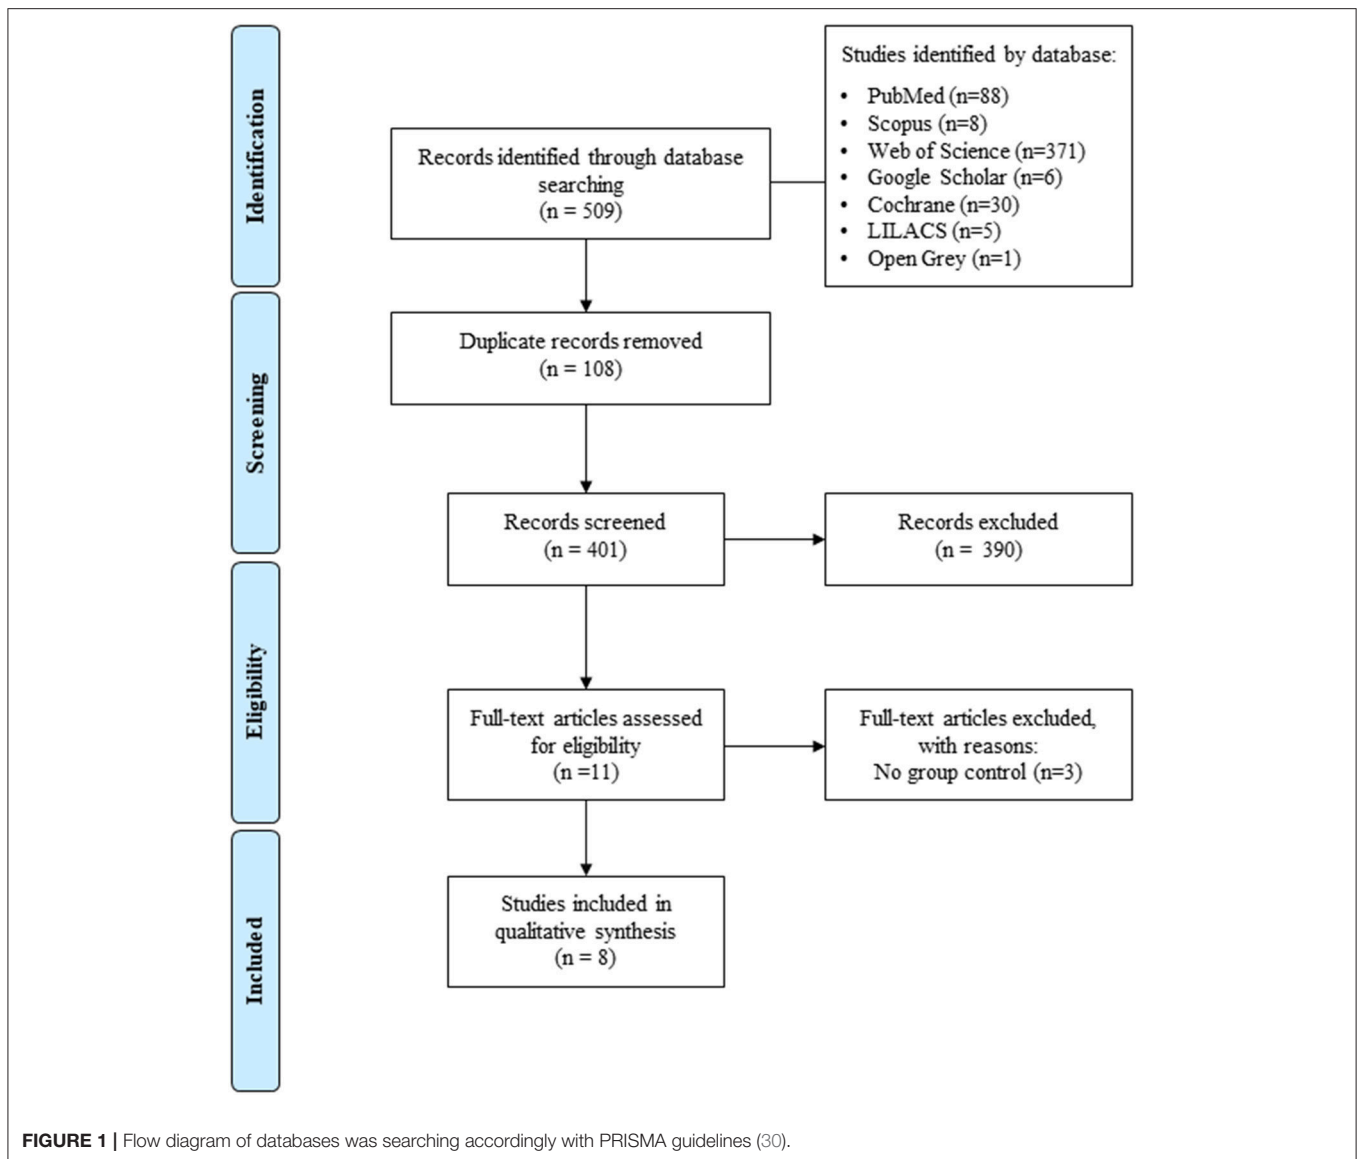 Identification
Records identified through database
searching
(n = 509)
Studies identified by database:
• PubMed (n=88)
• Scopus (n=8)
• Web of Science (n=371)
• Google Scholar (n=6)
• Cochrane (n=30)
• LILACS (n=5)
• Open Grey (n=1)
Screening
Duplicate records removed
(n = 108)
Records screened
(n = 401)
Records excluded
(n = 390)
Eligibility
Full-text articles assessed
for eligibility
(n =11)
Full-text articles excluded,
with reasons:
No group control (n=3)
Included
Studies included in
qualitative synthesis
(n = 8)
FIGURE 1 | Flow diagram of databases was searching accordingly with PRISMA guidelines (30).